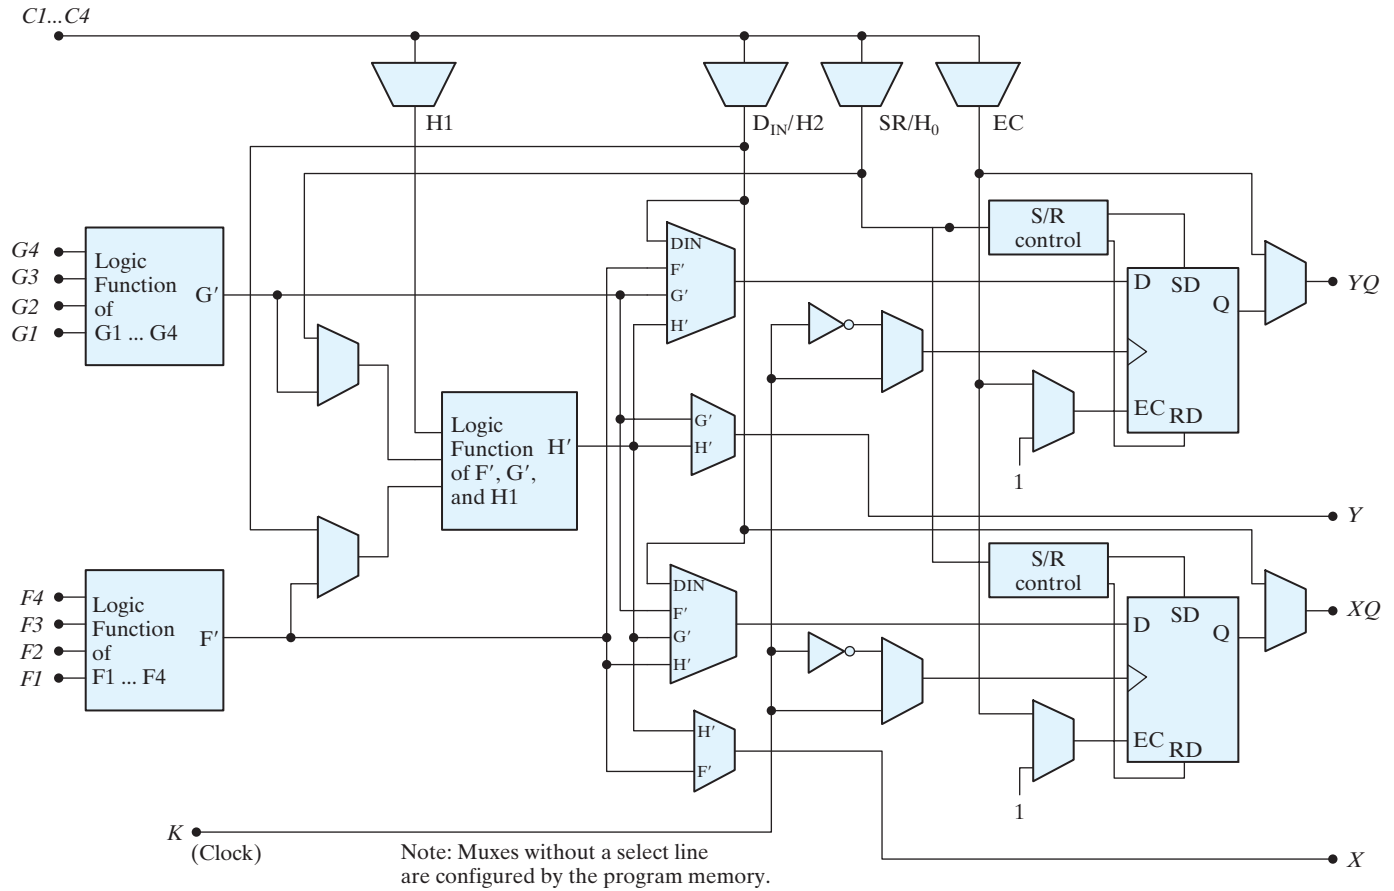 C1...C4
H1
D_IN/H2
SR/H_0
EC
G4
G3
G2
G1
Logic
Function
of
G1 ... G4
G′
DIN
F′
G′
H′
S/R
control
D
SD
Q
EC
RD
1
YQ
Logic
Function
of F′, G′,
and H1
H′
G′
H′
Y
F4
F3
F2
F1
Logic
Function
of
F1 ... F4
F′
DIN
F′
G′
H′
S/R
control
D
SD
Q
EC
RD
1
XQ
H′
F′
K
(Clock)
Note: Muxes without a select line
are configured by the program memory.
X